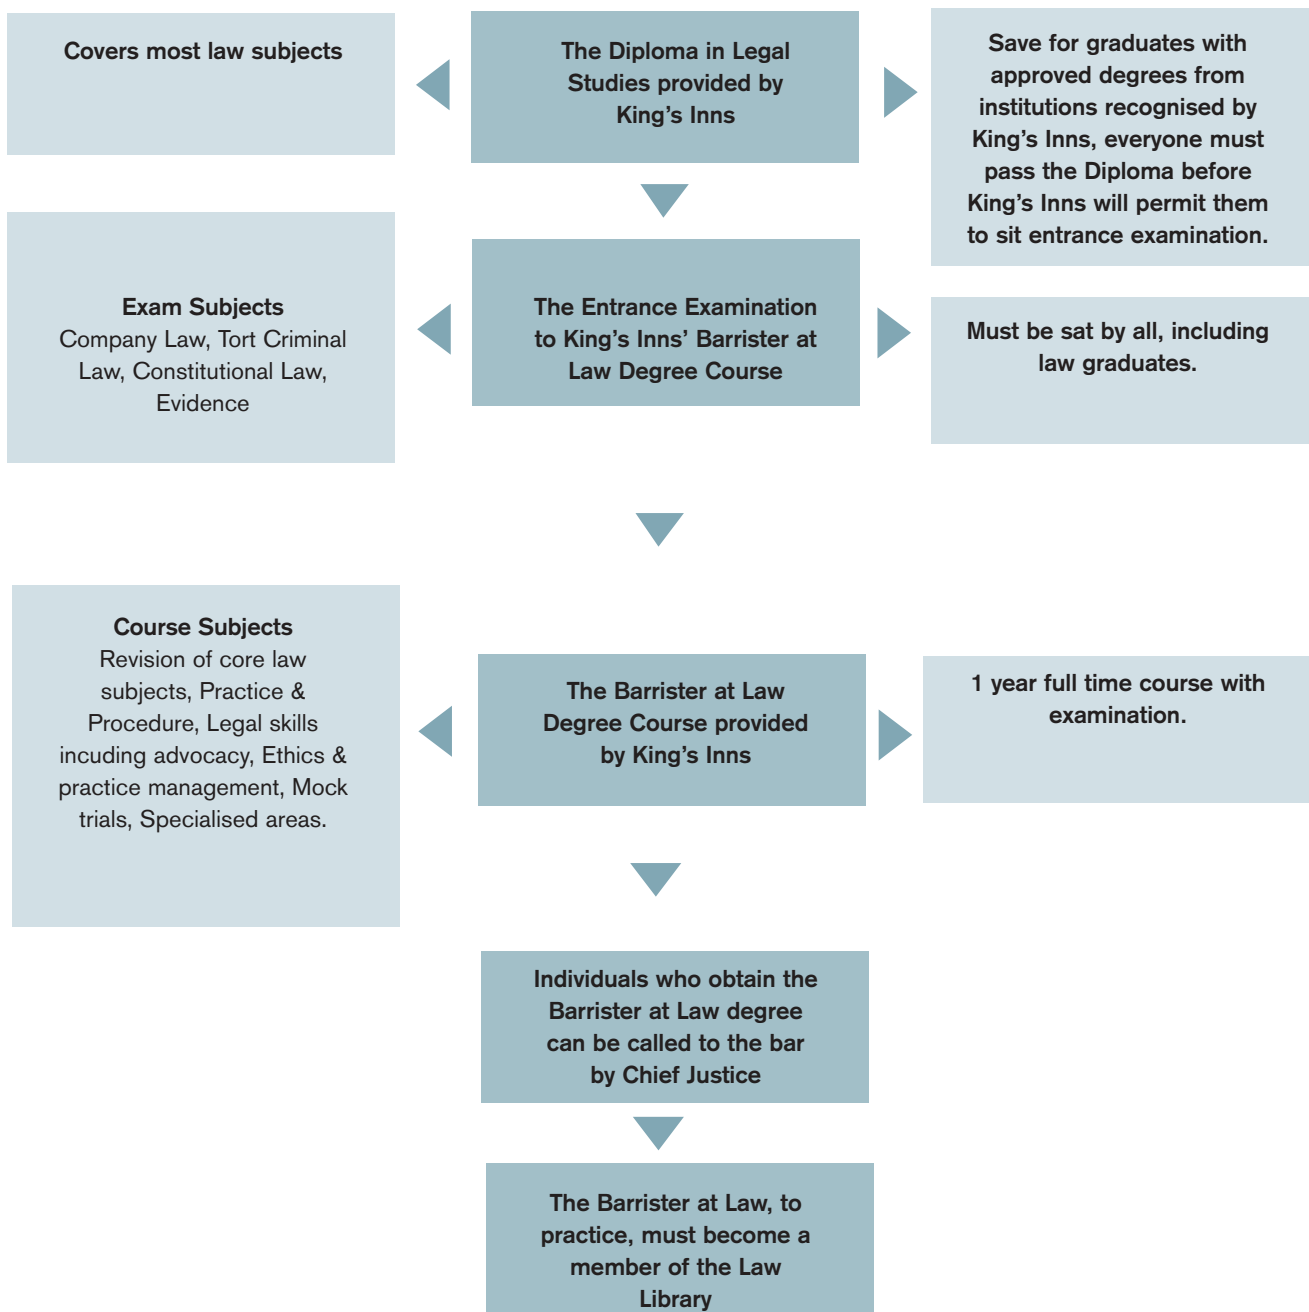 Covers most law subjects
The Diploma in Legal
Studies provided by
King’s Inns
Save for graduates with
approved degrees from
institutions recognised by
King’s Inns, everyone must
pass the Diploma before
King’s Inns will permit them
to sit entrance examination.
Exam Subjects
Company Law, Tort Criminal
Law, Constitutional Law,
Evidence
The Entrance Examination
to King’s Inns’ Barrister at
Law Degree Course
Must be sat by all, including
law graduates.
Course Subjects
Revision of core law
subjects, Practice &
Procedure, Legal skills
incuding advocacy, Ethics &
practice management, Mock
trials, Specialised areas.
The Barrister at Law
Degree Course provided
by King’s Inns
1 year full time course with
examination.
Individuals who obtain the
Barrister at Law degree
can be called to the bar
by Chief Justice
The Barrister at Law, to
practice, must become a
member of the Law
Library